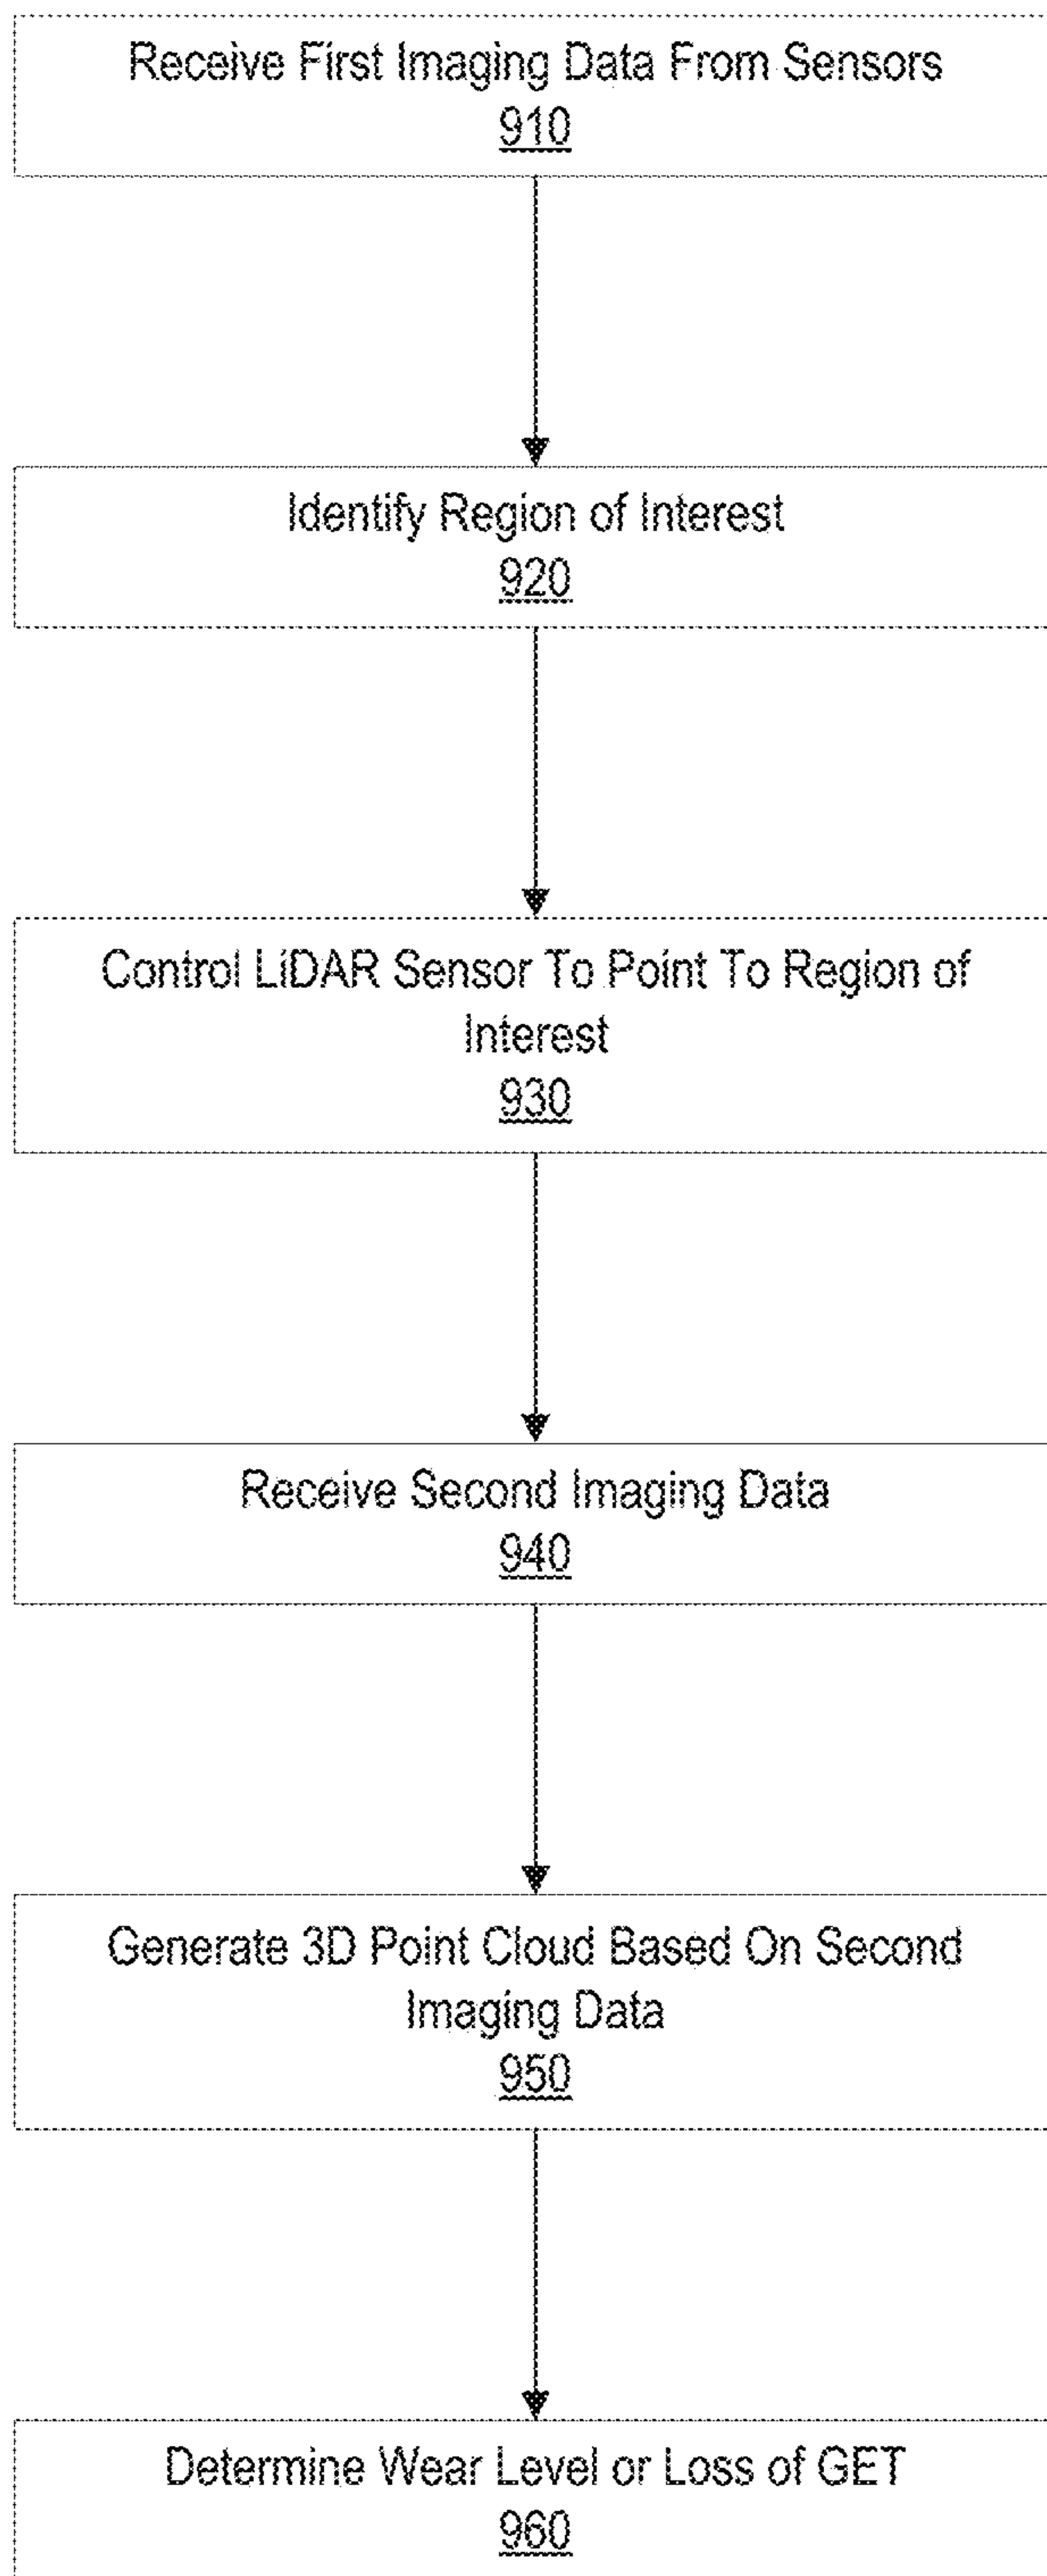 Receive First Imaging Data From Sensors
910
Identify Region of Interest
920
Control LiDAR Sensor To Point To Region of
Interest
930
Receive Second Imaging Data
940
Generate 3D Point Cloud Based On Second
Imaging Data
950
Determine Wear Level or Loss of GET
960